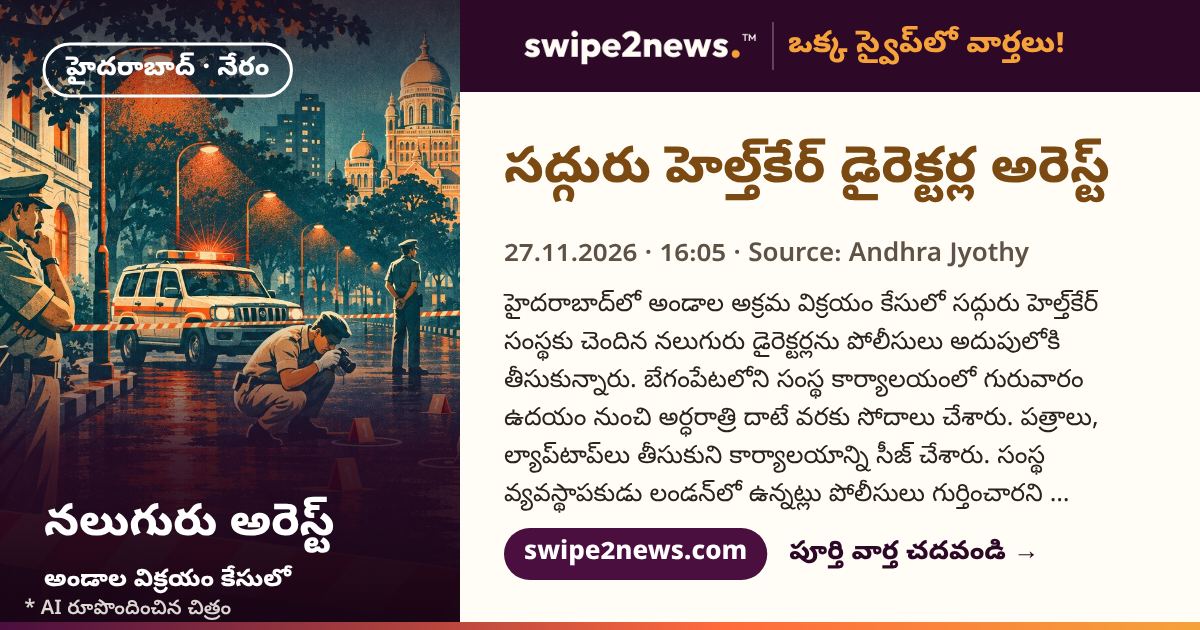 హైదరాబాద్ · నేరం
నలుగురు అరెస్ట్
అండాల విక్రయం కేసులో
* AI రూపొందించిన చిత్రం
swipe2news.™ ఒక్క స్వైప్‌లో వార్తలు!
సద్గురు హెల్త్‌కేర్ డైరెక్టర్ల అరెస్ట్
27.11.2026 · 16:05 · Source: Andhra Jyothy
హైదరాబాద్‌లో అండాల అక్రమ విక్రయం కేసులో సద్గురు హెల్త్‌కేర్
సంస్థకు చెందిన నలుగురు డైరెక్టర్లను పోలీసులు అదుపులోకి
తీసుకున్నారు. బేగంపేటలోని సంస్థ కార్యాలయంలో గురువారం
ఉదయం నుంచి అర్ధరాత్రి దాటే వరకు సోదాలు చేశారు. పత్రాలు,
ల్యాప్‌టాప్‌లు తీసుకుని కార్యాలయాన్ని సీజ్ చేశారు. సంస్థ
వ్యవస్థాపకుడు లండన్‌లో ఉన్నట్లు పోలీసులు గుర్తించారని ...
swipe2news.com పూర్తి వార్త చదవండి →